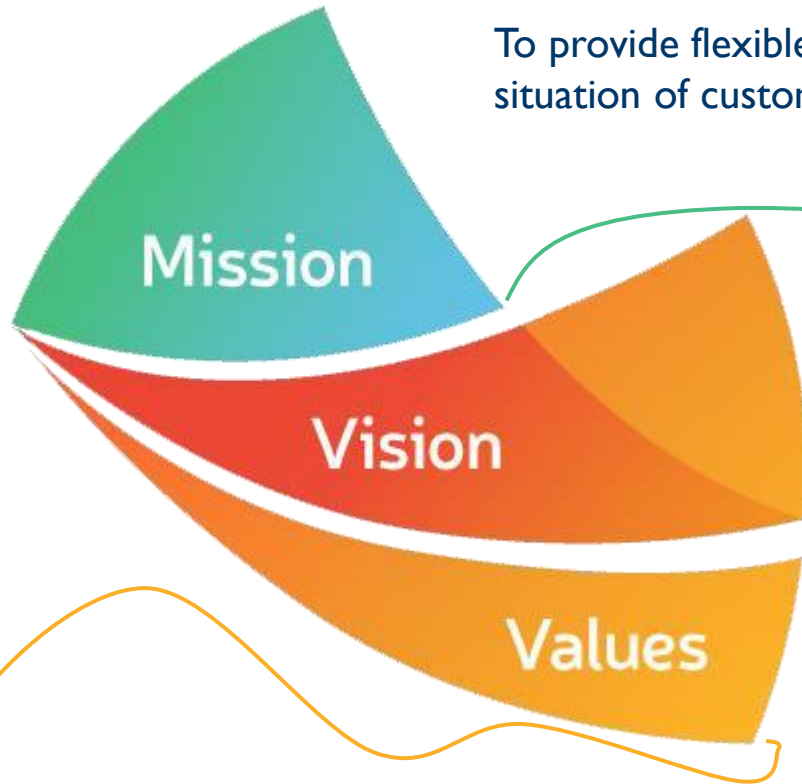 To provide flexible
situation of custor
Mission
Vision
Values